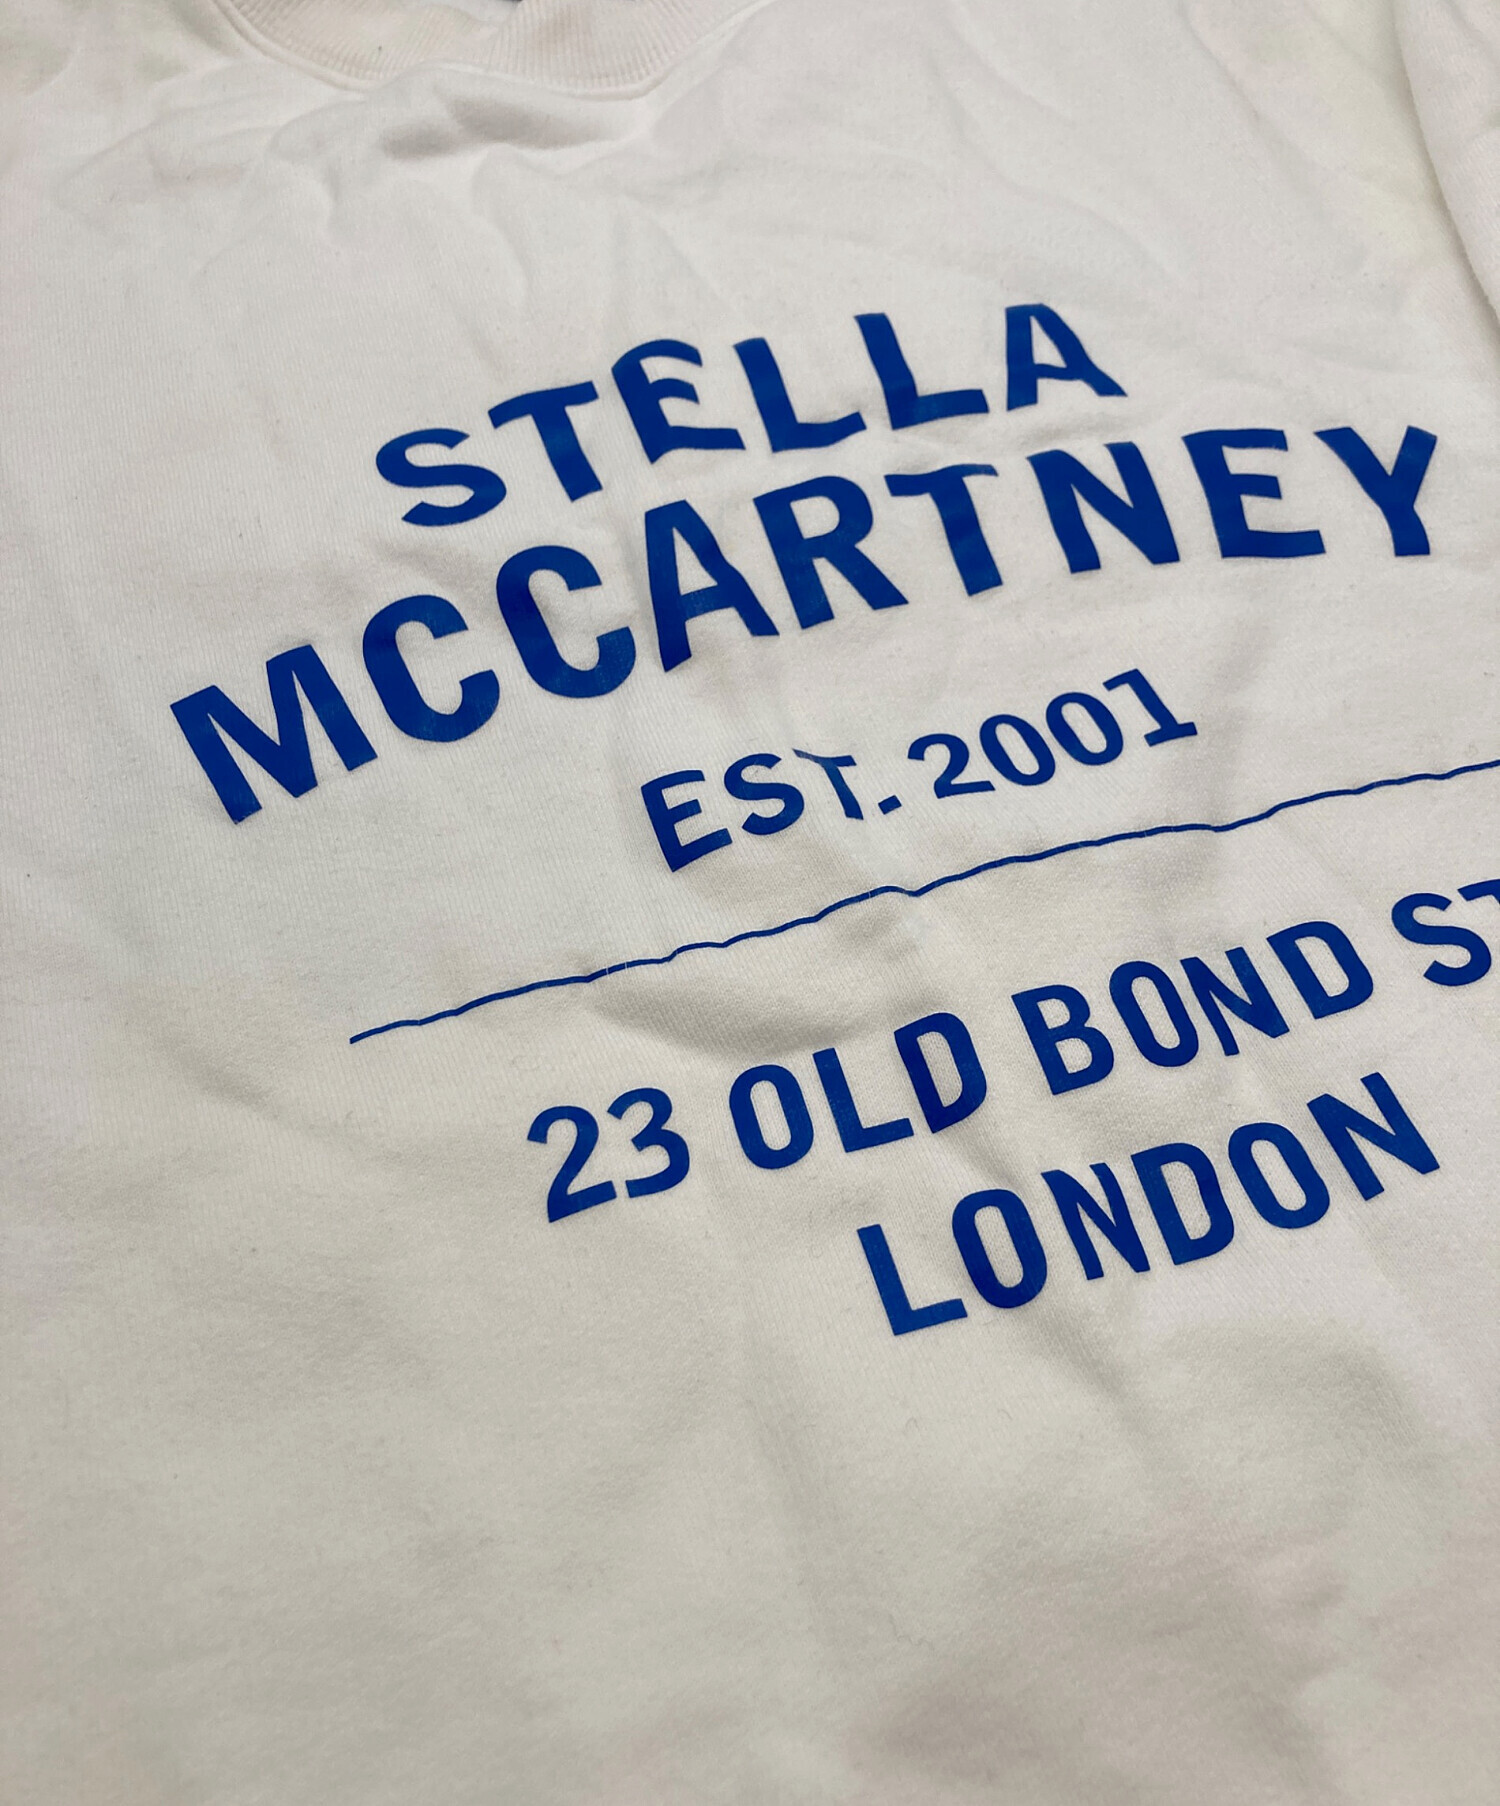 STELLA
MCCARTNEY
EST. 2001
23 OLD BOND ST
LONDON